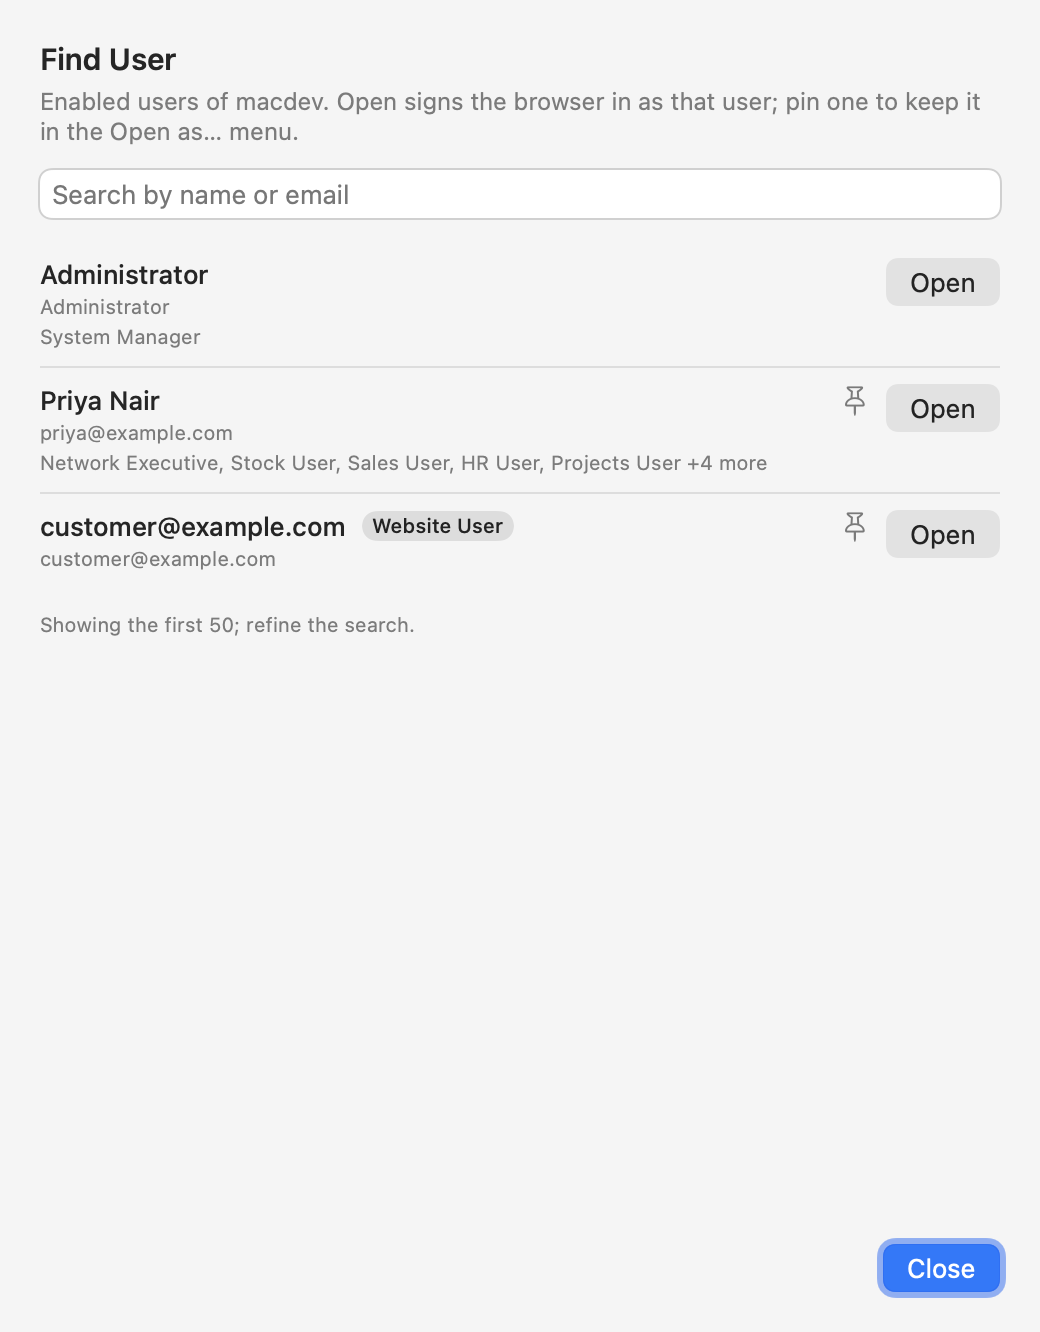 Find User
Enabled users of macdev. Open signs the browser in as that user; pin one to keep it
in the Open as... menu.
Search by name or email
Administrator
Open
Administrator
System Manager
Priya Nair
Open
priya@example.com
Network Executive, Stock User, Sales User, HR User, Projects User +4 more
customer@example.com Website User
Open
customer@example.com
Showing the first 50; refine the search.
Close